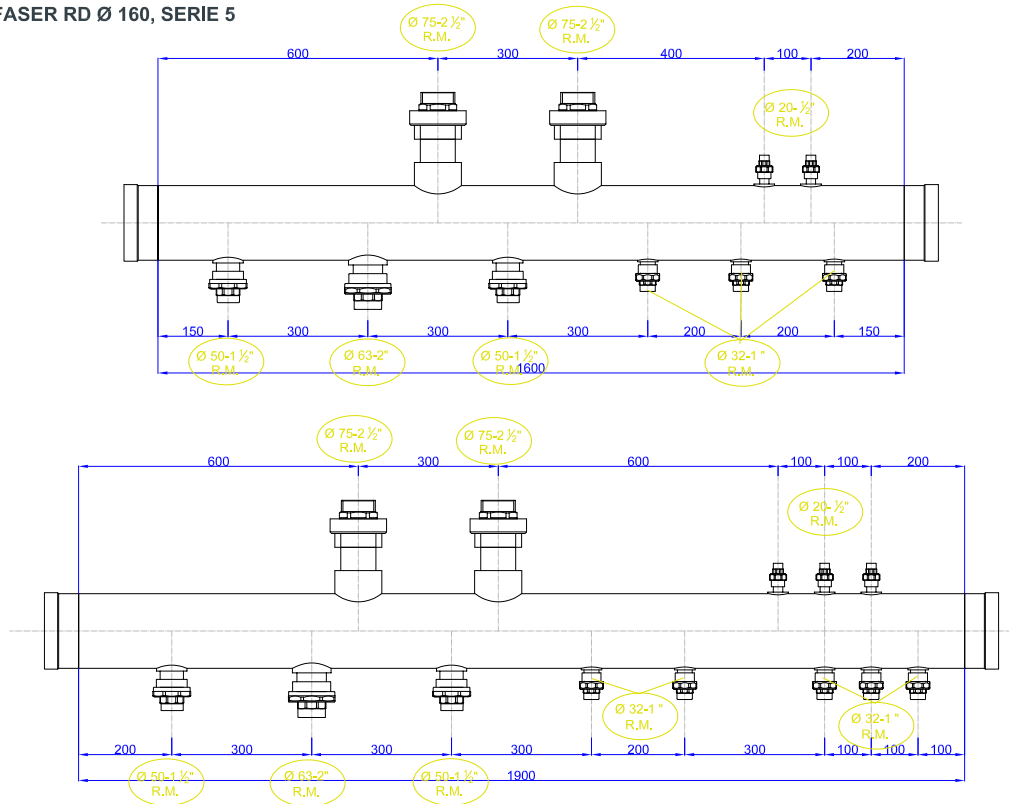 FASER RD Ø 160, SERIE 5
Ø 75-2 ½"
R.M.
Ø 75-2 ½"
R.M.
600
300
400
100
200
Ø 20-½"
R.M.
150
300
300
300
200
200
150
Ø 50-1 ½"
R.M.
Ø 63-2"
R.M.
Ø 50-1 ½"
R.M.
Ø 32-1 "
R.M.
1600
Ø 75-2 ½"
R.M.
Ø 75-2 ½"
R.M.
600
300
600
100
100
200
Ø 20-½"
R.M.
Ø 32-1 "
R.M.
Ø 32-1 "
R.M.
200
300
300
300
200
300
100
100
100
Ø 50-1 ½"
R.M.
Ø 63-2"
R.M.
Ø 50-1 ½"
R.M.
1900